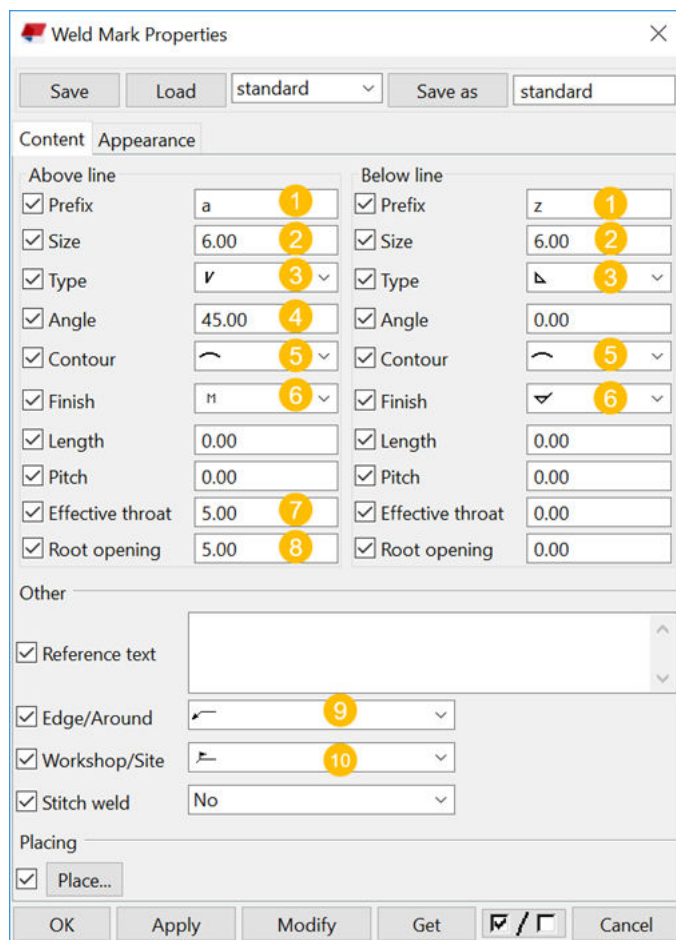 Weld Mark Properties
Save Load standard Save as standard
Content Appearance
Above line Below line
Prefix a 1 Prefix z 1
Size 6.00 2 Size 6.00 2
Type 3 Type 3
Angle 45.00 4 Angle 0.00
Contour 5 Contour 5
Finish M 6 Finish 6
Length 0.00 Length 0.00
Pitch 0.00 Pitch 0.00
Effective throat 5.00 7 Effective throat 0.00
Root opening 5.00 8 Root opening 0.00
Other
Reference text
Edge/Around 9
Workshop/Site 10
Stitch weld No
Placing
Place...
OK Apply Modify Get / Cancel